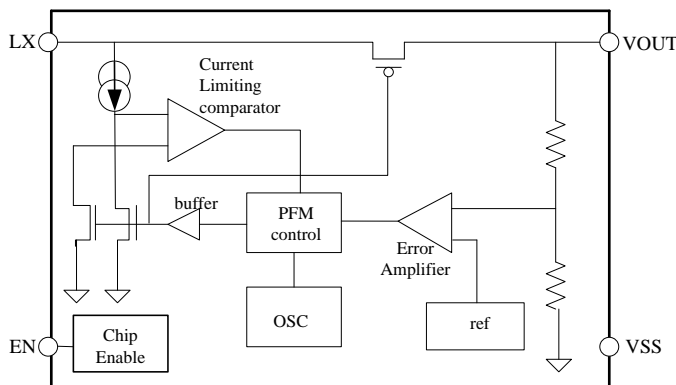 LX
VOUT
Current
Limiting
comparator
buffer
PFM
control
Error
Amplifier
OSC
ref
EN
Chip
Enable
VSS